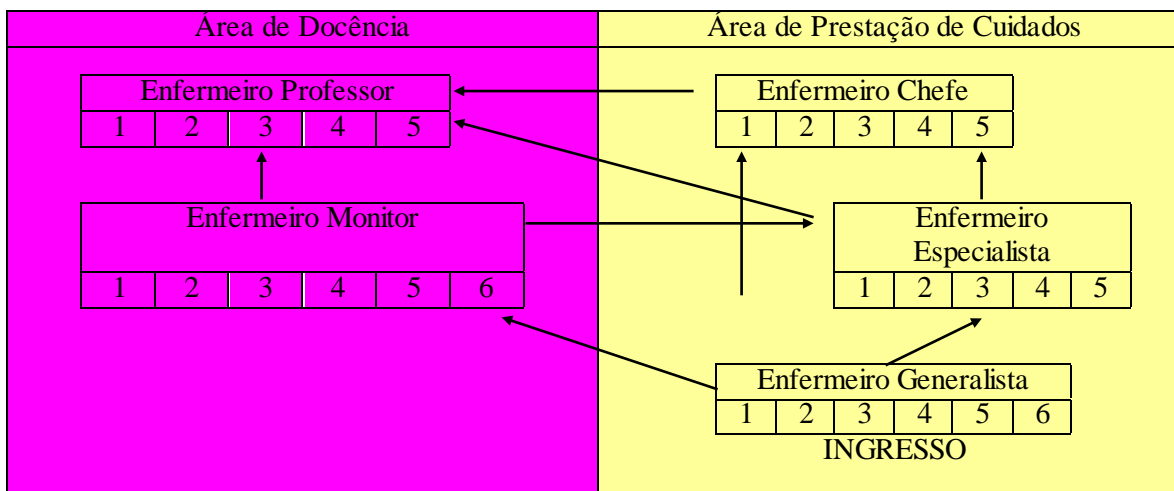 Área de Docência
Área de Prestação de Cuidados
Enfermeiro Professor
1 2 3 4 5
Enfermeiro Chefe
1 2 3 4 5
Enfermeiro Monitor
1 2 3 4 5 6
Enfermeiro
Especialista
1 2 3 4 5
Enfermeiro Generalista
1 2 3 4 5 6
INGRESSO